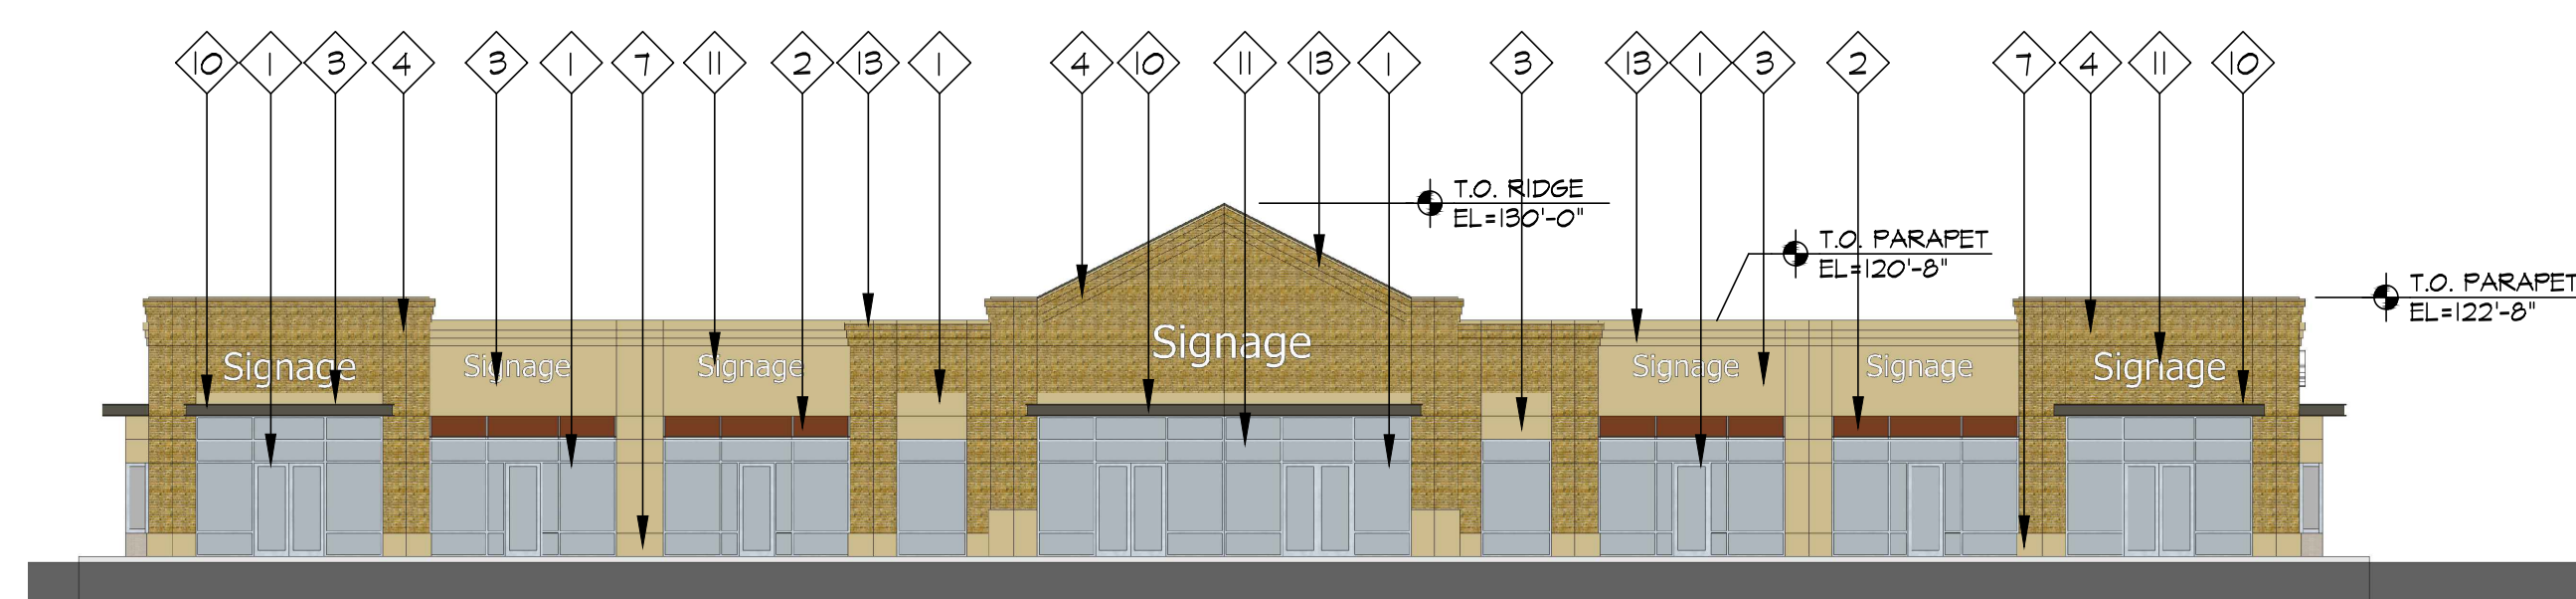 10 1 3 4 3 1 7 11 2 13 1 4 10 11 13 1 3 13 1 3 2 7 4 11 10
T.O. RIDGE
EL=130'-0"
T.O. PARAPET
EL=120'-8"
T.O. PARAPET
EL=122'-8"
Signage
Signage
Signage
Signage
Signage
Signage
Signage